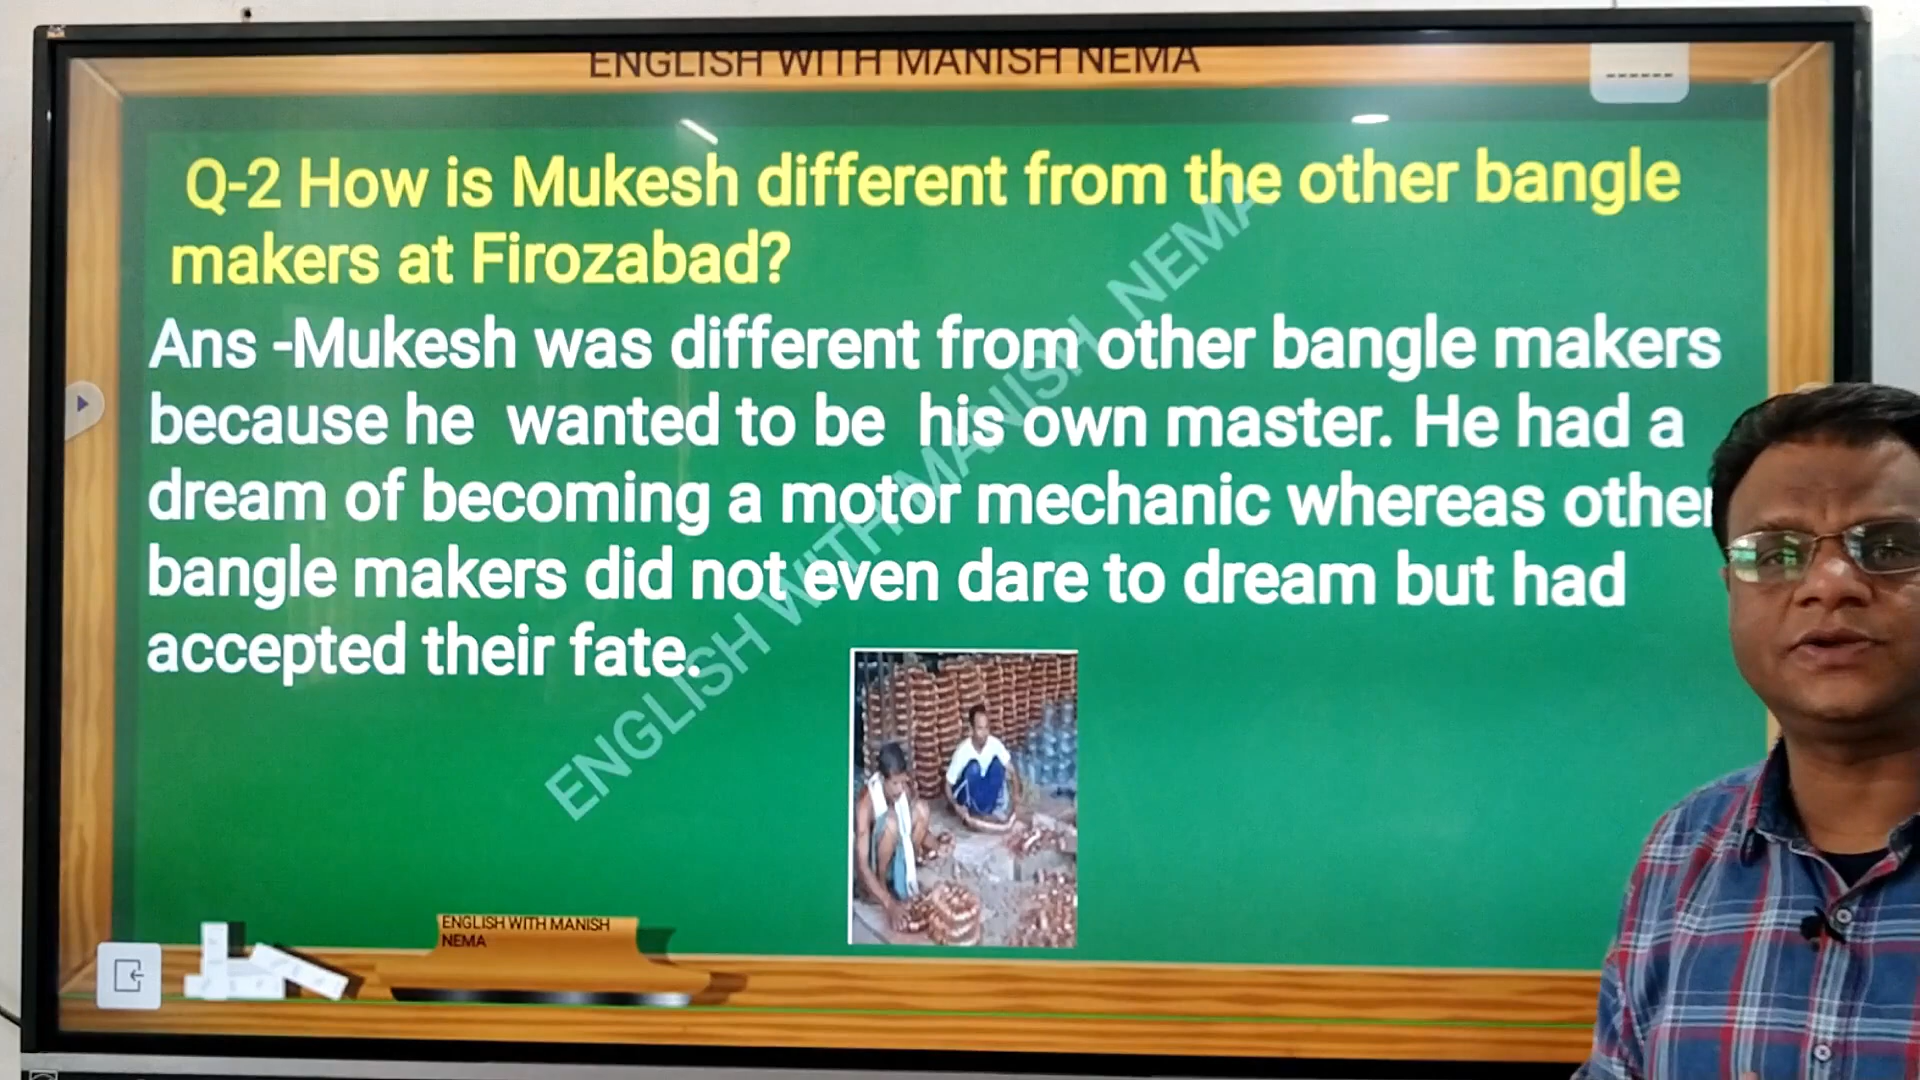 ENGLISH WITH MANISH NEMA
Q-2 How is Mukesh different from the other bangle
makers at Firozabad?
Ans -Mukesh was different from other bangle makers
because he wanted to be his own master. He had a
dream of becoming a motor mechanic whereas other
bangle makers did not even dare to dream but had
accepted their fate.
ENGLISH WITH MANISH NEMA
ENGLISH WITH MANISH
NEMA